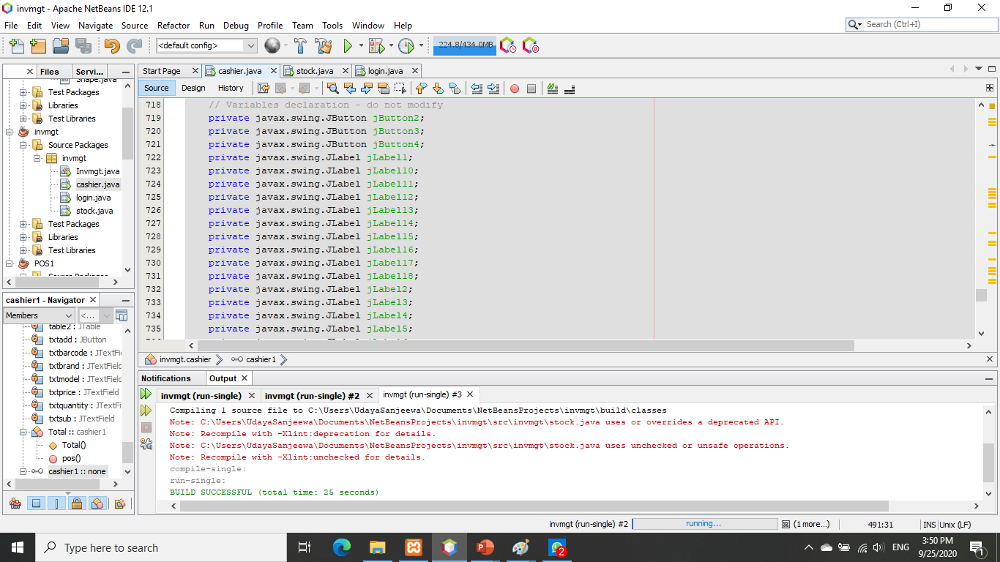 invmgt - Apache NetBeans IDE 12.1
File Edit View Navigate Source Refactor Run Debug Profile Team Tools Window Help
Search (Ctrl+I)
<default config>
224.8/434.0MB
Files Servi...
Start Page cashier.java stock.java login.java
Source Design History
Shape.java
Test Packages
Libraries
Test Libraries
invmgt
Source Packages
invmgt
Invmgt.java
cashier.java
login.java
stock.java
Test Packages
Libraries
Test Libraries
POS1
Source Packages
718 // Variables declaration - do not modify
719 private javax.swing.JButton jButton2;
720 private javax.swing.JButton jButton3;
721 private javax.swing.JButton jButton4;
722 private javax.swing.JLabel jLabel1;
723 private javax.swing.JLabel jLabel10;
724 private javax.swing.JLabel jLabel11;
725 private javax.swing.JLabel jLabel12;
726 private javax.swing.JLabel jLabel13;
727 private javax.swing.JLabel jLabel14;
728 private javax.swing.JLabel jLabel15;
729 private javax.swing.JLabel jLabel16;
730 private javax.swing.JLabel jLabel17;
731 private javax.swing.JLabel jLabel18;
732 private javax.swing.JLabel jLabel2;
733 private javax.swing.JLabel jLabel3;
734 private javax.swing.JLabel jLabel4;
735 private javax.swing.JLabel jLabel5;
invmgt.cashier cashier1
cashier1 - Navigator
Members <...
table2 : JTable
txtadd : JButton
txtbarcode : JTextFi
txtbrand : JTextField
txtmodel : JTextField
txtprice : JTextField
txtquantity : JTextFi
txtsub : JTextField
Total :: cashier1
Total()
pos()
cashier1 :: none
Notifications Output
invmgt (run-single) invmgt (run-single) #2 invmgt (run-single) #3
Compiling 1 source file to C:\Users\UdayaSanjeewa\Documents\NetBeansProjects\invmgt\build\classes
Note: C:\Users\UdayaSanjeewa\Documents\NetBeansProjects\invmgt\src\invmgt\stock.java uses or overrides a deprecated API.
Note: Recompile with -Xlint:deprecation for details.
Note: C:\Users\UdayaSanjeewa\Documents\NetBeansProjects\invmgt\src\invmgt\stock.java uses unchecked or unsafe operations.
Note: Recompile with -Xlint:unchecked for details.
compile-single:
run-single:
BUILD SUCCESSFUL (total time: 25 seconds)
invmgt (run-single) #2 running... (1 more...) 491:31 INS Unix (LF)
Type here to search
2
ENG
3:50 PM
9/25/2020
1